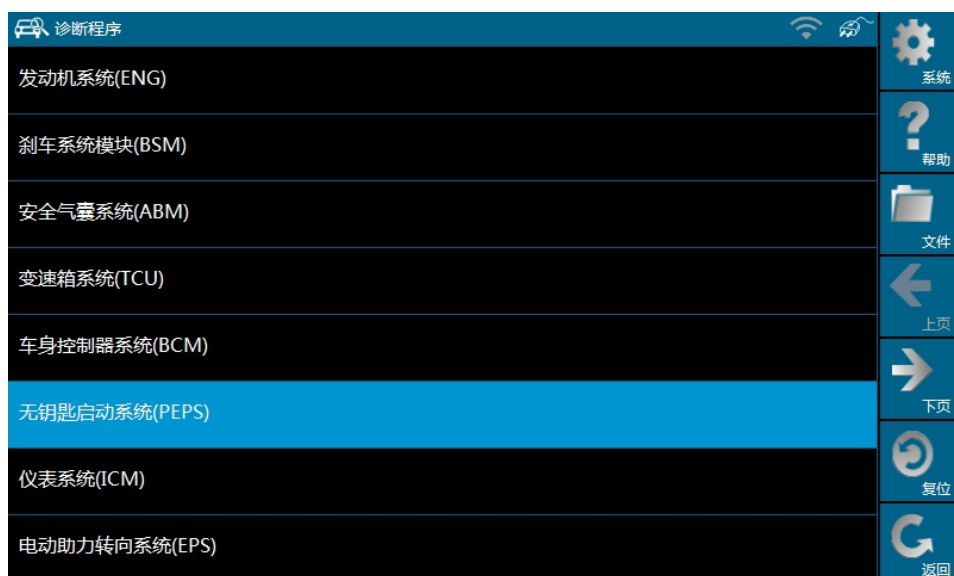 诊断程序
发动机系统(ENG)
刹车系统模块(BSM)
安全气囊系统(ABM)
变速箱系统(TCU)
车身控制器系统(BCM)
无钥匙启动系统(PEPS)
仪表系统(ICM)
电动助力转向系统(EPS)
系统
帮助
文件
上页
下页
复位
返回